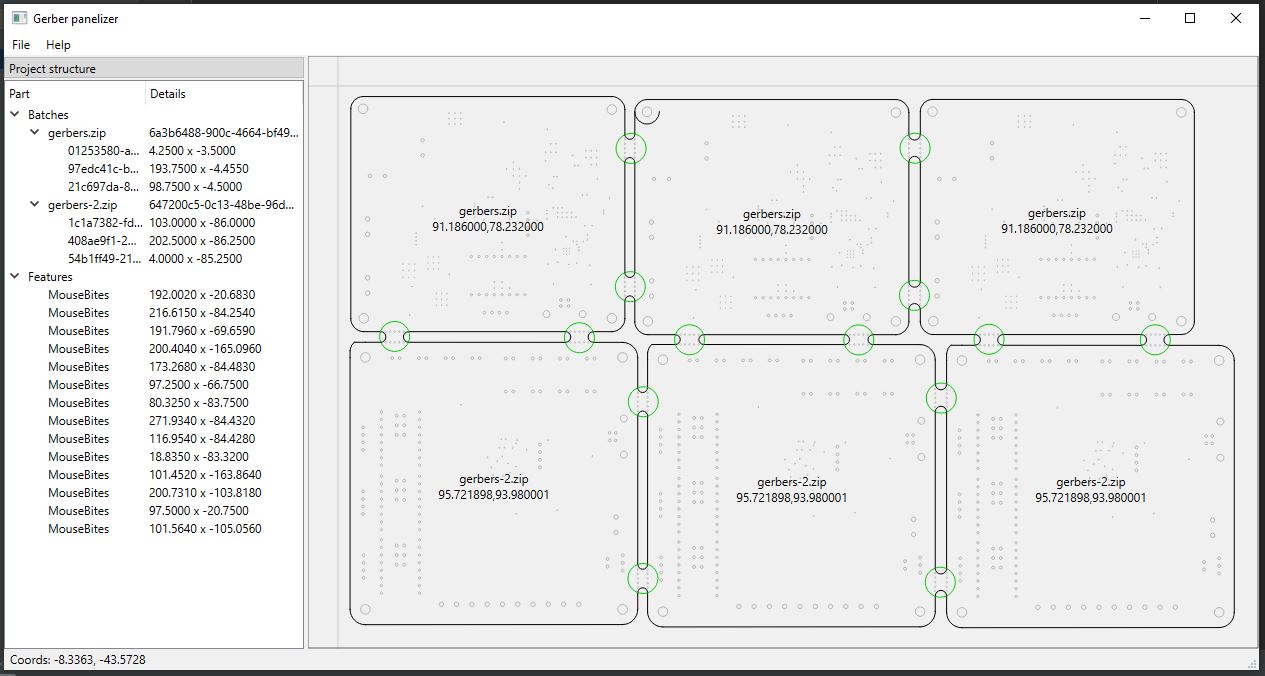 Gerber panelizer
File Help
Project structure
Part Details
Batches
gerbers.zip 6a3b6488-900c-4664-bf49...
01253580-a... 4.2500 x -3.5000
97edc41c-b... 193.7500 x -4.4550
21c697da-8... 98.7500 x -4.5000
gerbers-2.zip 647200c5-0c13-48be-96d...
1c1a7382-fd... 103.0000 x -86.0000
408ae9f1-2... 202.5000 x -86.2500
54b1ff49-21... 4.0000 x -85.2500
Features
MouseBites 192.0020 x -20.6830
MouseBites 216.6150 x -84.2540
MouseBites 191.7960 x -69.6590
MouseBites 200.4040 x -165.0960
MouseBites 173.2680 x -84.4830
MouseBites 97.2500 x -66.7500
MouseBites 80.3250 x -83.7500
MouseBites 271.9340 x -84.4320
MouseBites 116.9540 x -84.4280
MouseBites 18.8350 x -83.3200
MouseBites 101.4520 x -163.8640
MouseBites 200.7310 x -103.8180
MouseBites 97.5000 x -20.7500
MouseBites 101.5640 x -105.0560
gerbers.zip
91.186000,78.232000
gerbers.zip
91.186000,78.232000
gerbers.zip
91.186000,78.232000
gerbers-2.zip
95.721898,93.980001
gerbers-2.zip
95.721898,93.980001
gerbers-2.zip
95.721898,93.980001
Coords: -8.3363, -43.5728